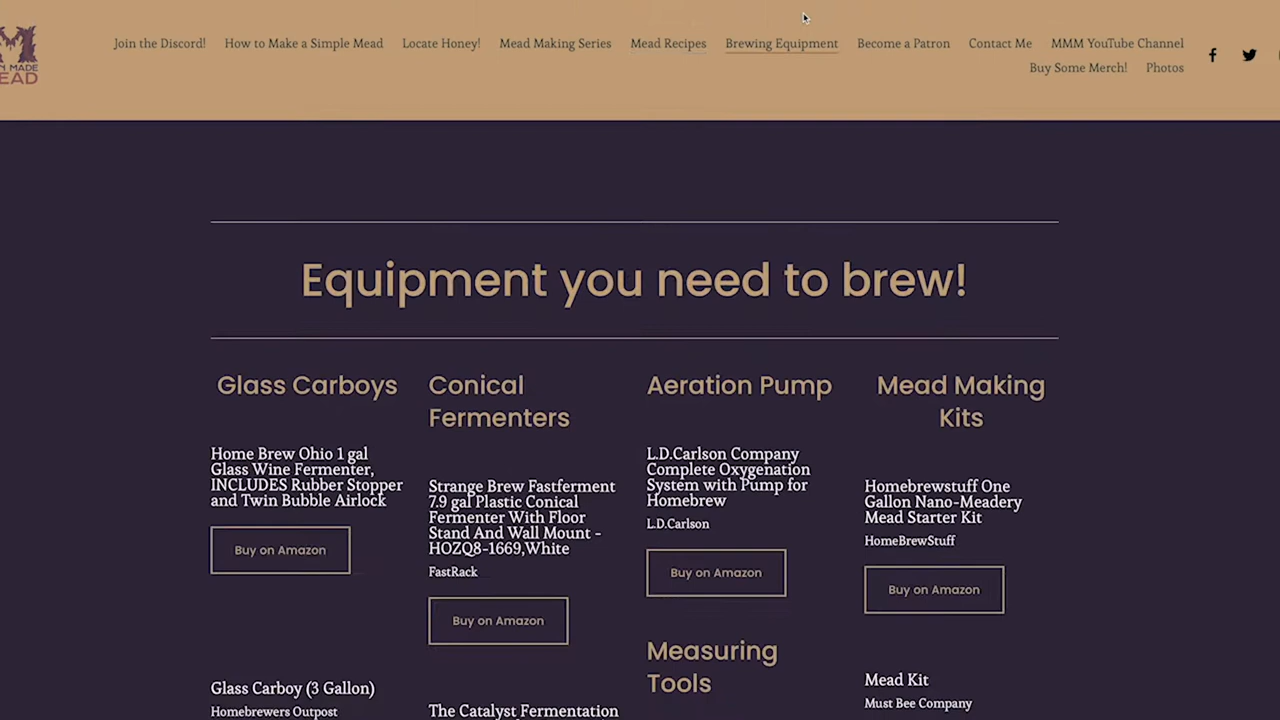 M
N MADE
EAD
Join the Discord!
How to Make a Simple Mead
Locate Honey!
Mead Making Series
Mead Recipes
Brewing Equipment
Become a Patron
Contact Me
MMM YouTube Channel
Buy Some Merch!
Photos
Equipment you need to brew!
Glass Carboys
Home Brew Ohio 1 gal
Glass Wine Fermenter,
INCLUDES Rubber Stopper
and Twin Bubble Airlock
Buy on Amazon
Glass Carboy (3 Gallon)
Homebrewers Outpost
Conical
Fermenters
Strange Brew Fastferment
7.9 gal Plastic Conical
Fermenter With Floor
Stand And Wall Mount -
HOZQ8-1669,White
FastRack
Buy on Amazon
The Catalyst Fermentation
Aeration Pump
L.D.Carlson Company
Complete Oxygenation
System with Pump for
Homebrew
L.D.Carlson
Buy on Amazon
Measuring
Tools
Mead Making
Kits
Homebrewstuff One
Gallon Nano-Meadery
Mead Starter Kit
HomeBrewStuff
Buy on Amazon
Mead Kit
Must Bee Company